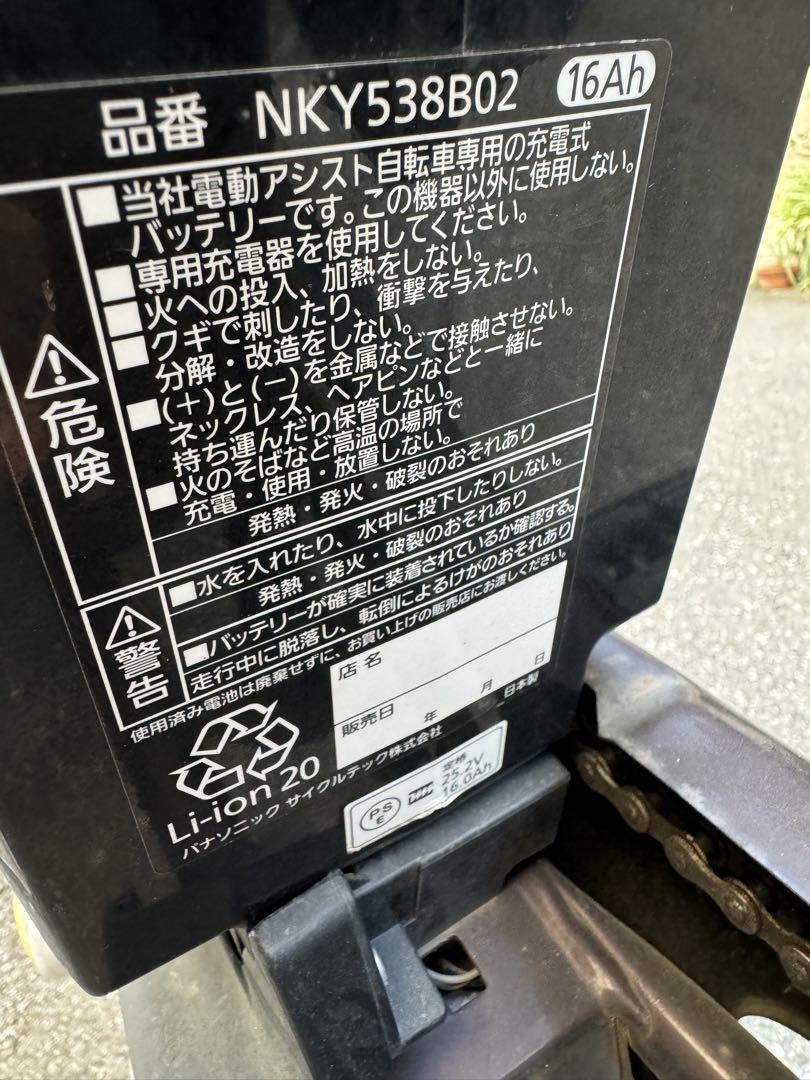 品番 NKY538B02 16Ah
危険
■当社電動アシスト自転車専用の充電式
バッテリーです。この機器以外に使用しない。
■専用充電器を使用してください。
■火への投入、加熱をしない。
■クギで刺したり、衝撃を与えたり、
分解・改造をしない。
■(+)と(−)を金属などで接触させない。
ネックレス、ヘアピンなどと一緒に
持ち運んだり保管しない。
■火のそばなど高温の場所で
充電・使用・放置しない。
発熱・発火・破裂のおそれあり
■水を入れたり、水中に投下したりしない。
発熱・発火・破裂のおそれあり
警告
■バッテリーが確実に装着されているか確認する。
走行中に脱落し、転倒によるけがのおそれあり
使用済み電池は廃棄せずに、お買い上げの販売店にお渡しください。
店名
販売日 年 月 日
Li-ion 20
日本製
パナソニック サイクルテック株式会社
PS
E
定格
25.2V
16.0Ah